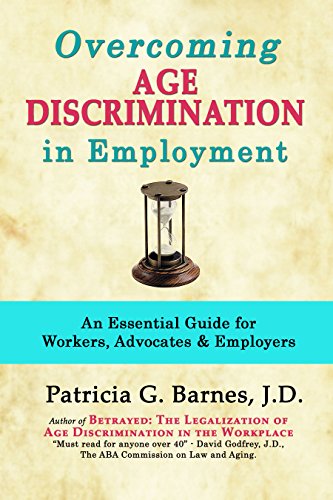 Overcoming
AGE
DISCRIMINATION
in Employment
An Essential Guide for
Workers, Advocates & Employers
Patricia G. Barnes, J.D.
Author of BETRAYED: THE LEGALIZATION OF
AGE DISCRIMINATION IN THE WORKPLACE
"Must read for anyone over 40" - David Godfrey, J.D.,
The ABA Commission on Law and Aging.